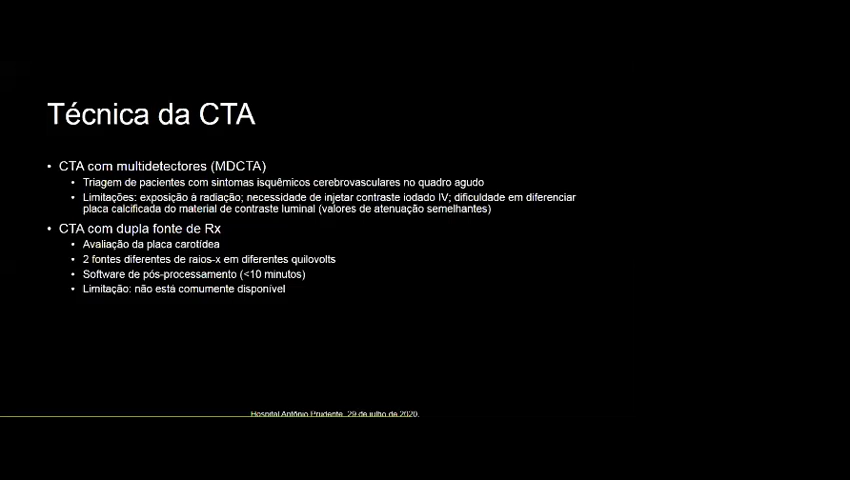 Técnica da CTA
• CTA com multidetectores (MDCTA)
• Triagem de pacientes com sintomas isquêmicos cerebrovasculares no quadro agudo
• Limitações: exposição à radiação; necessidade de injetar contraste iodado IV; dificuldade em diferenciar
placa calcificada do material de contraste luminal (valores de atenuação semelhantes)
• CTA com dupla fonte de Rx
• Avaliação da placa carotídea
• 2 fontes diferentes de raios-x em diferentes quilovolts
• Software de pós-processamento (<10 minutos)
• Limitação: não está comumente disponível
Hospital Antônio Prudente, 29 de julho de 2020.